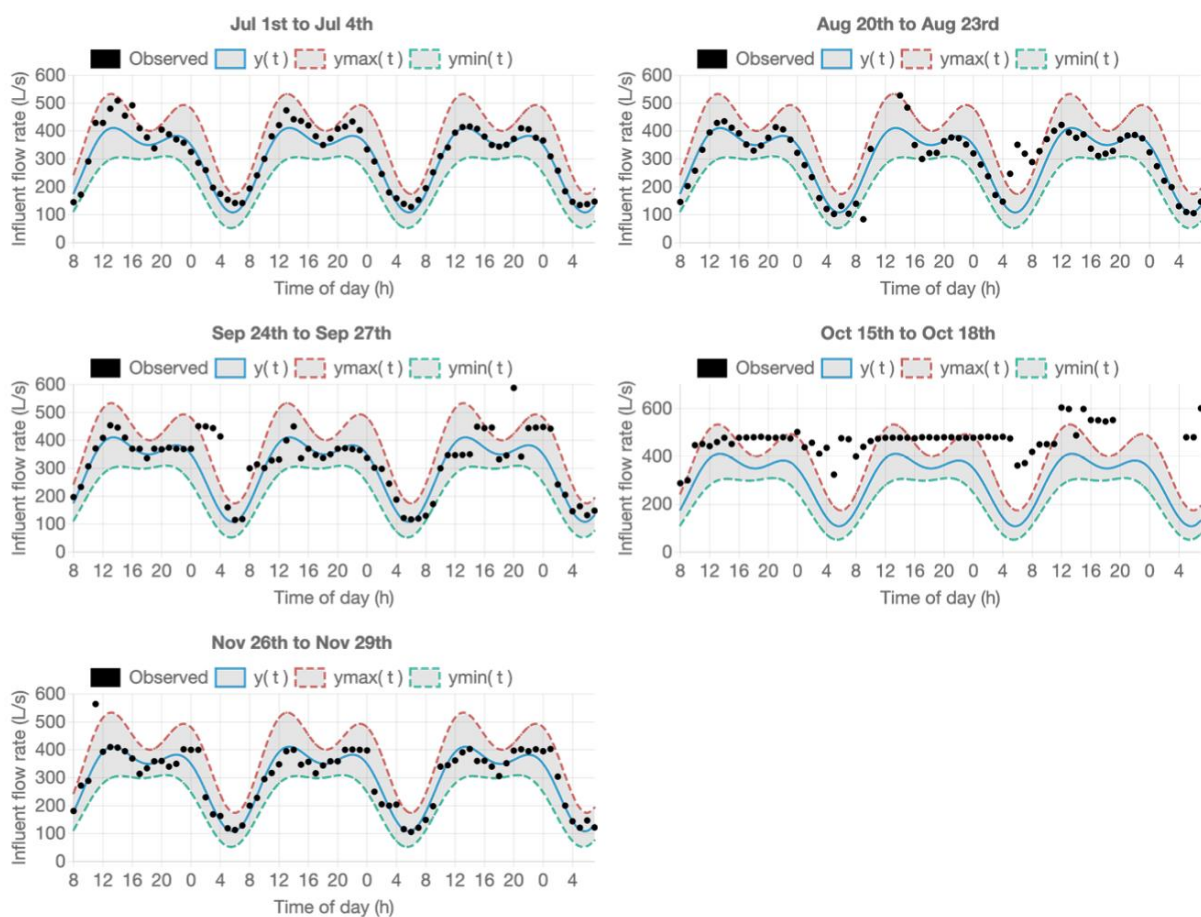 Jul 1st to Jul 4th
Observed y( t ) ymax( t ) ymin( t )
Influent flow rate (L/s)
600
500
400
300
200
100
0
8 12 16 20 0 4 8 12 16 20 0 4 8 12 16 20 0 4
Time of day (h)
Aug 20th to Aug 23rd
Observed y( t ) ymax( t ) ymin( t )
Influent flow rate (L/s)
600
500
400
300
200
100
0
8 12 16 20 0 4 8 12 16 20 0 4 8 12 16 20 0 4
Time of day (h)
Sep 24th to Sep 27th
Observed y( t ) ymax( t ) ymin( t )
Influent flow rate (L/s)
600
500
400
300
200
100
0
8 12 16 20 0 4 8 12 16 20 0 4 8 12 16 20 0 4
Time of day (h)
Oct 15th to Oct 18th
Observed y( t ) ymax( t ) ymin( t )
Influent flow rate (L/s)
600
400
200
0
8 12 16 20 0 4 8 12 16 20 0 4 8 12 16 20 0 4
Time of day (h)
Nov 26th to Nov 29th
Observed y( t ) ymax( t ) ymin( t )
Influent flow rate (L/s)
600
500
400
300
200
100
0
8 12 16 20 0 4 8 12 16 20 0 4 8 12 16 20 0 4
Time of day (h)